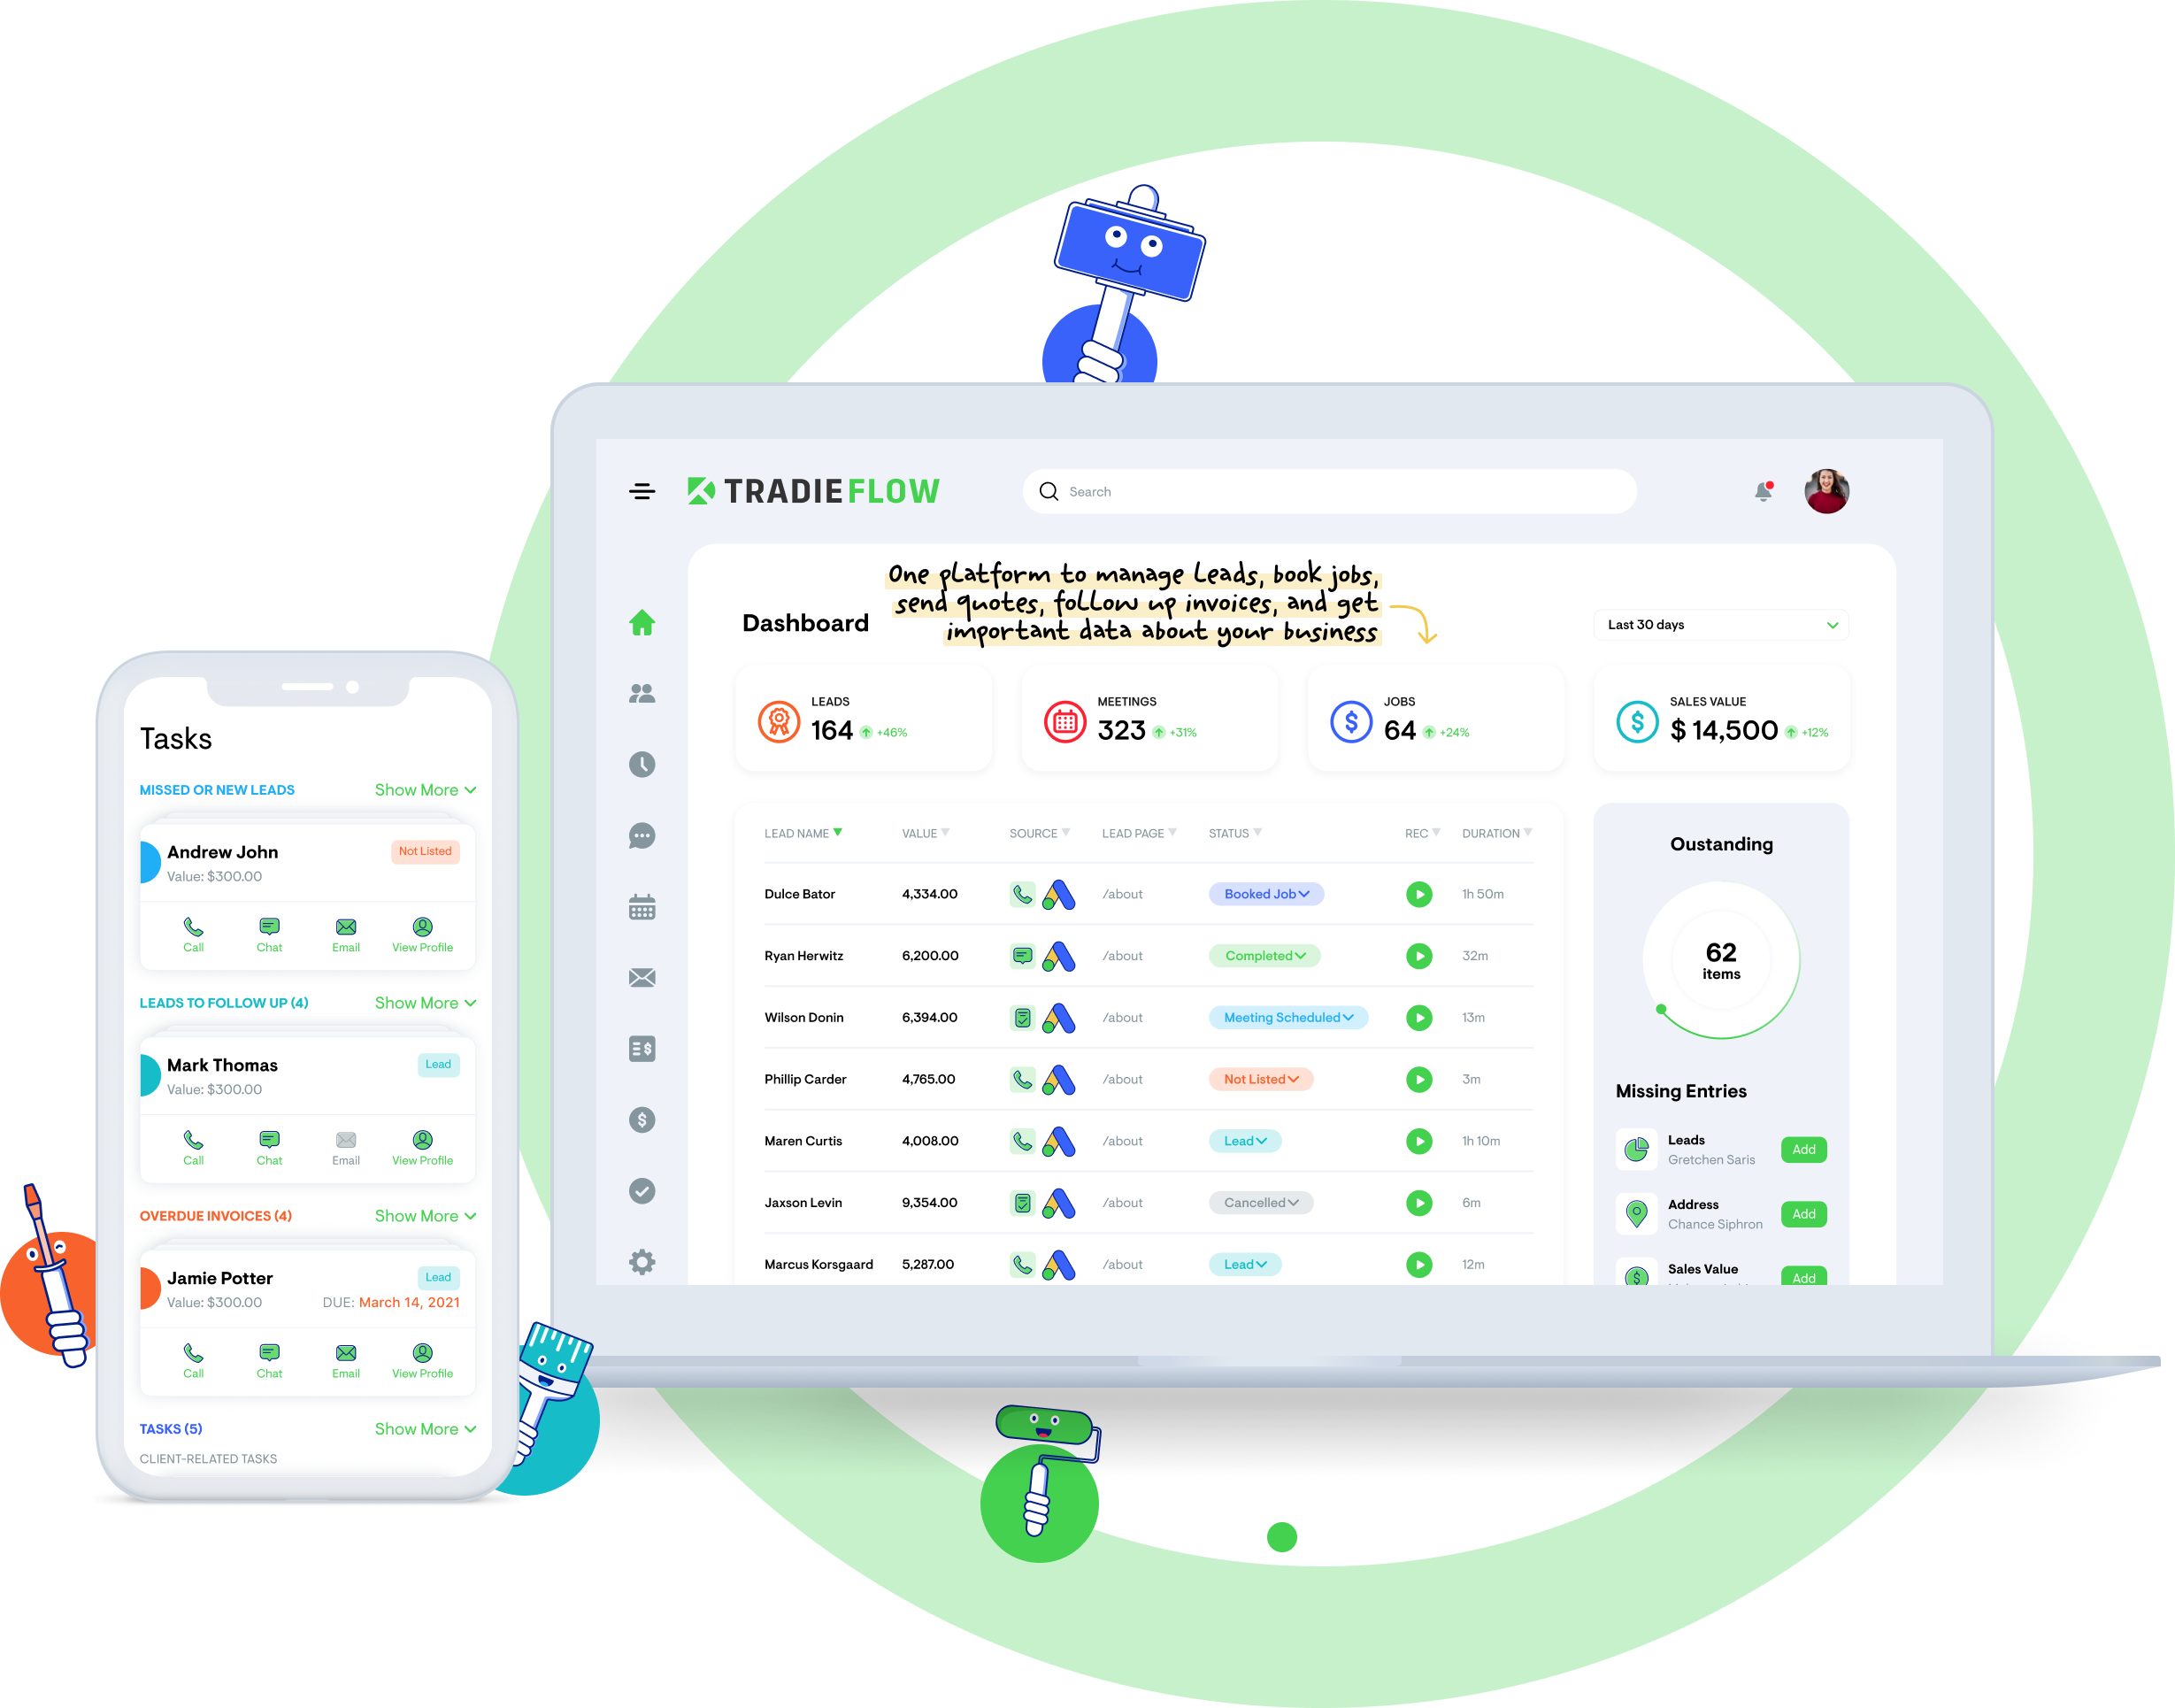 TRADIEFLOW
Search
One platform to manage leads, book jobs,
send quotes, follow up invoices, and get
important data about your business
Dashboard
Last 30 days
LEADS
164 +46%
MEETINGS
323 +31%
JOBS
64 +24%
SALES VALUE
$ 14,500 +12%
LEAD NAME VALUE SOURCE LEAD PAGE STATUS REC DURATION
Dulce Bator 4,334.00 /about Booked Job 1h 50m
Ryan Herwitz 6,200.00 /about Completed 32m
Wilson Donin 6,394.00 /about Meeting Scheduled 13m
Phillip Carder 4,765.00 /about Not Listed 3m
Maren Curtis 4,008.00 /about Lead 1h 10m
Jaxson Levin 9,354.00 /about Cancelled 6m
Marcus Korsgaard 5,287.00 /about Lead 12m
Oustanding
62
items
Missing Entries
Leads
Gretchen Saris
Add
Address
Chance Siphron
Add
Sales Value
Add
Tasks
MISSED OR NEW LEADS Show More
Andrew John Not Listed
Value: $300.00
Call Chat Email View Profile
LEADS TO FOLLOW UP (4) Show More
Mark Thomas Lead
Value: $300.00
Call Chat Email View Profile
OVERDUE INVOICES (4) Show More
Jamie Potter Lead
Value: $300.00 DUE: March 14, 2021
Call Chat Email View Profile
TASKS (5) Show More
CLIENT-RELATED TASKS